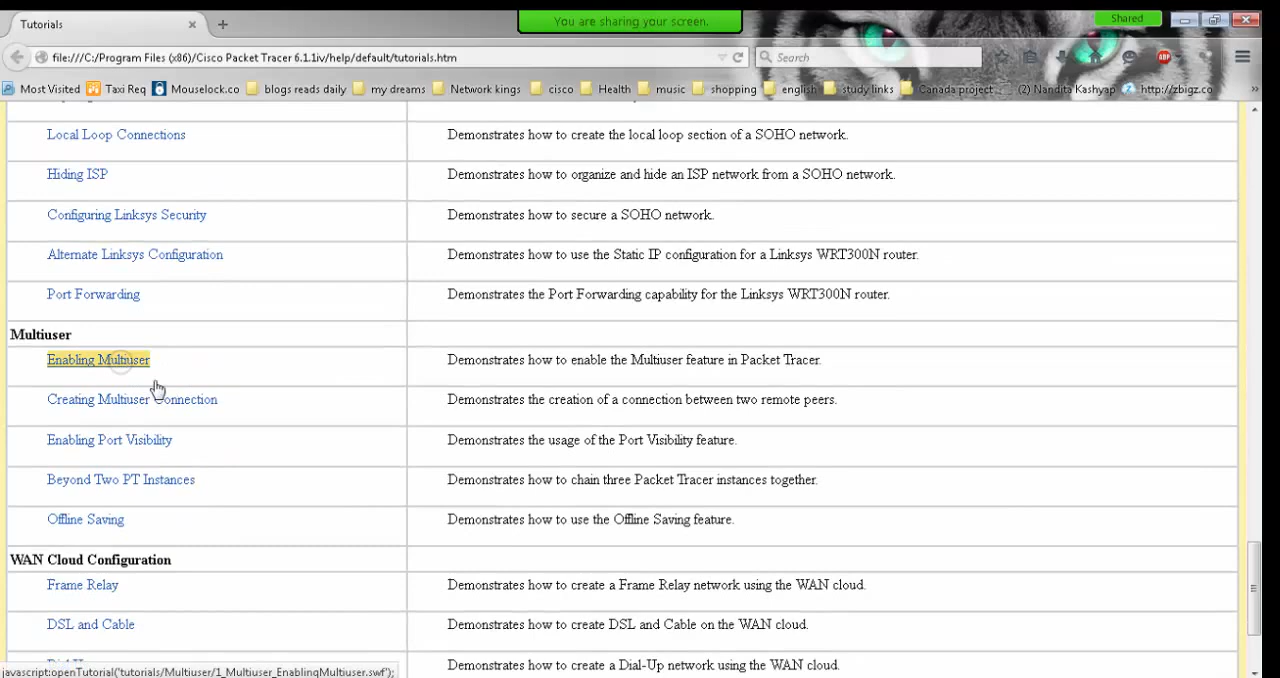 Tutorials
You are sharing your screen.
Shared
file:///C:/Program Files (x86)/Cisco Packet Tracer 6.1.1iv/help/default/tutorials.htm
Search
ABP
Most Visited Taxi Req Mouselock.co blogs reads daily my dreams Network kings cisco Health music shopping english study links Canada project (2) Nandita Kashyap http://zbigz.co
Local Loop Connections Demonstrates how to create the local loop section of a SOHO network.
Hiding ISP Demonstrates how to organize and hide an ISP network from a SOHO network.
Configuring Linksys Security Demonstrates how to secure a SOHO network.
Alternate Linksys Configuration Demonstrates how to use the Static IP configuration for a Linksys WRT300N router.
Port Forwarding Demonstrates the Port Forwarding capability for the Linksys WRT300N router.
Multiuser
Enabling Multiuser Demonstrates how to enable the Multiuser feature in Packet Tracer.
Creating Multiuser Connection Demonstrates the creation of a connection between two remote peers.
Enabling Port Visibility Demonstrates the usage of the Port Visibility feature.
Beyond Two PT Instances Demonstrates how to chain three Packet Tracer instances together.
Offline Saving Demonstrates how to use the Offline Saving feature.
WAN Cloud Configuration
Frame Relay Demonstrates how to create a Frame Relay network using the WAN cloud.
DSL and Cable Demonstrates how to create DSL and Cable on the WAN cloud.
Demonstrates how to create a Dial-Up network using the WAN cloud.
javascript:openTutorial('tutorials/Multiuser/1_Multiuser_EnablingMultiuser.swf');